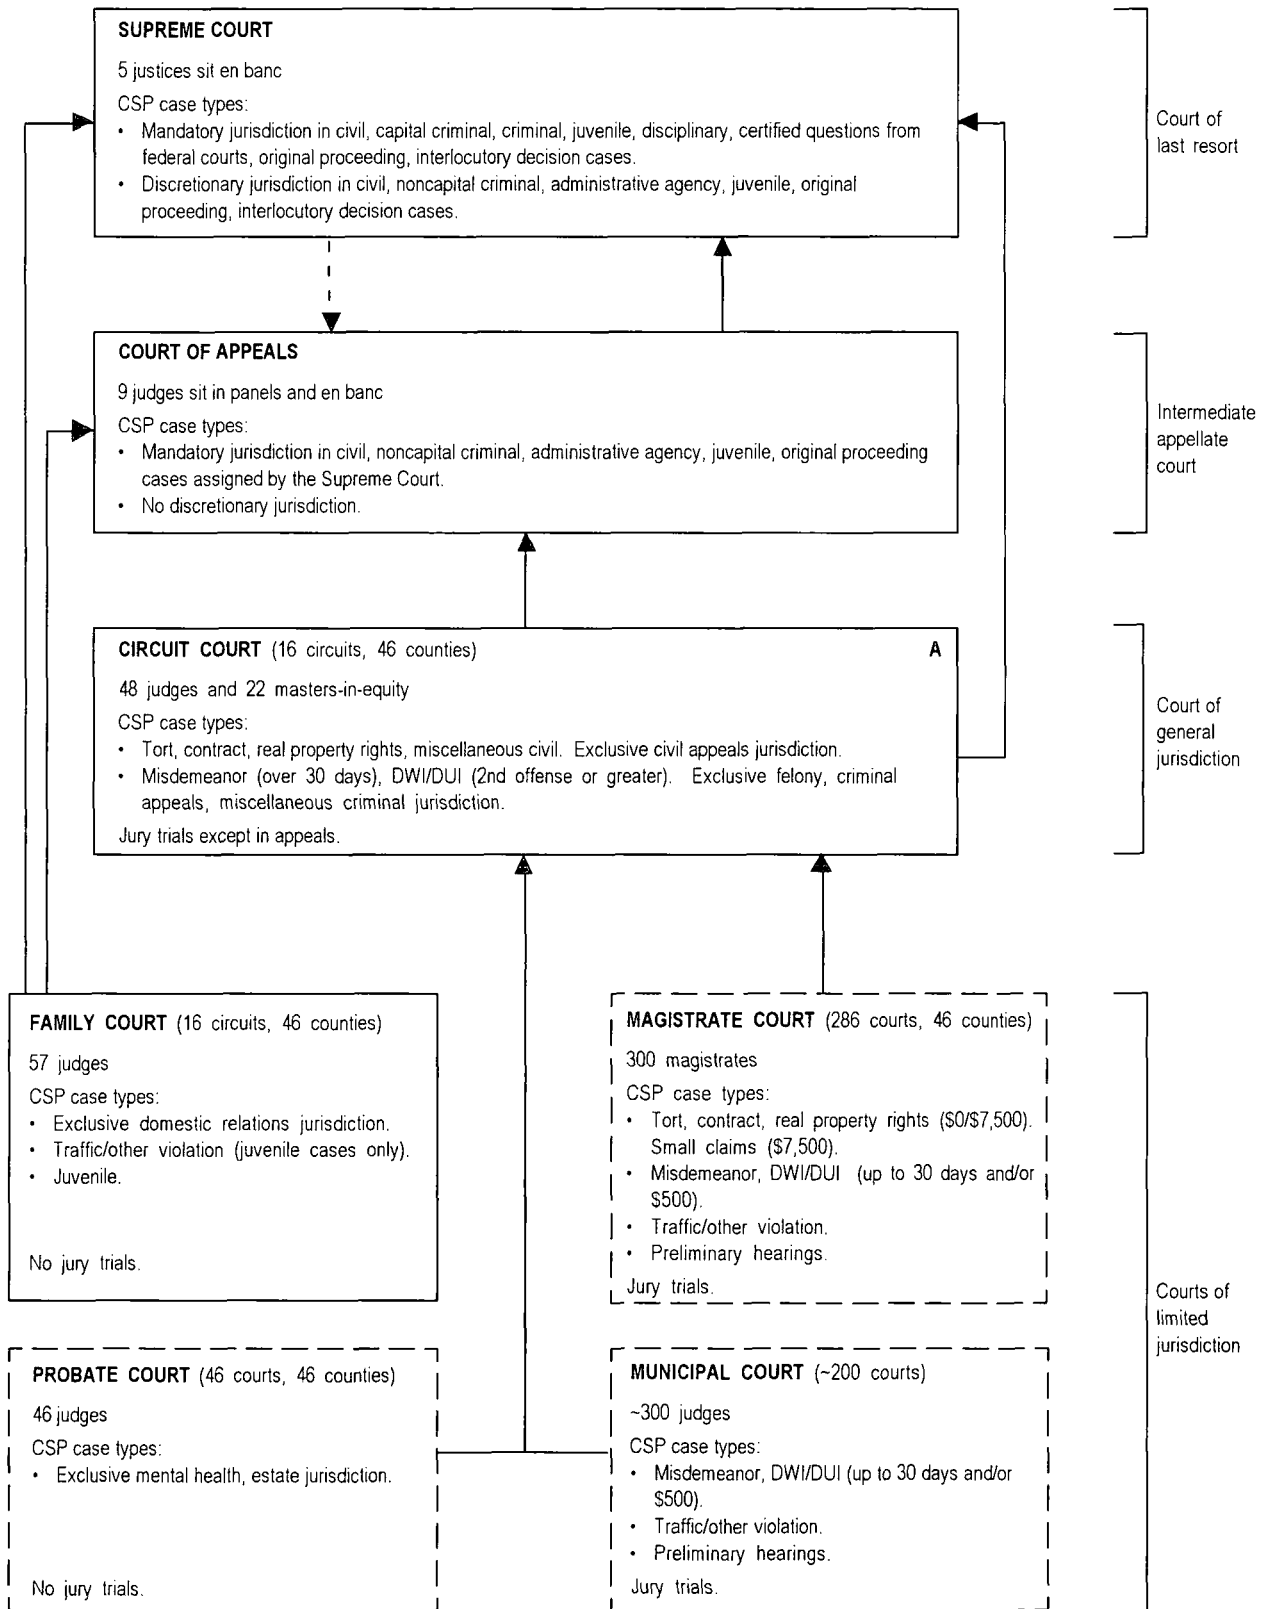 SUPREME COURT
5 justices sit en banc
CSP case types:
• Mandatory jurisdiction in civil, capital criminal, criminal, juvenile, disciplinary, certified questions from
federal courts, original proceeding, interlocutory decision cases.
• Discretionary jurisdiction in civil, noncapital criminal, administrative agency, juvenile, original
proceeding, interlocutory decision cases.
Court of
last resort
COURT OF APPEALS
9 judges sit in panels and en banc
CSP case types:
• Mandatory jurisdiction in civil, noncapital criminal, administrative agency, juvenile, original proceeding
cases assigned by the Supreme Court.
• No discretionary jurisdiction.
Intermediate
appellate
court
CIRCUIT COURT (16 circuits, 46 counties) A
48 judges and 22 masters-in-equity
CSP case types:
• Tort, contract, real property rights, miscellaneous civil. Exclusive civil appeals jurisdiction.
• Misdemeanor (over 30 days), DWI/DUI (2nd offense or greater). Exclusive felony, criminal
appeals, miscellaneous criminal jurisdiction.
Jury trials except in appeals.
Court of
general
jurisdiction
FAMILY COURT (16 circuits, 46 counties)
57 judges
CSP case types:
• Exclusive domestic relations jurisdiction.
• Traffic/other violation (juvenile cases only).
• Juvenile.
No jury trials.
MAGISTRATE COURT (286 courts, 46 counties)
300 magistrates
CSP case types:
• Tort, contract, real property rights ($0/$7,500).
Small claims ($7,500).
• Misdemeanor, DWI/DUI (up to 30 days and/or
$500).
• Traffic/other violation.
• Preliminary hearings.
Jury trials.
Courts of
limited
jurisdiction
PROBATE COURT (46 courts, 46 counties)
46 judges
CSP case types:
• Exclusive mental health, estate jurisdiction.
No jury trials.
MUNICIPAL COURT (~200 courts)
~300 judges
CSP case types:
• Misdemeanor, DWI/DUI (up to 30 days and/or
$500).
• Traffic/other violation.
• Preliminary hearings.
Jury trials.